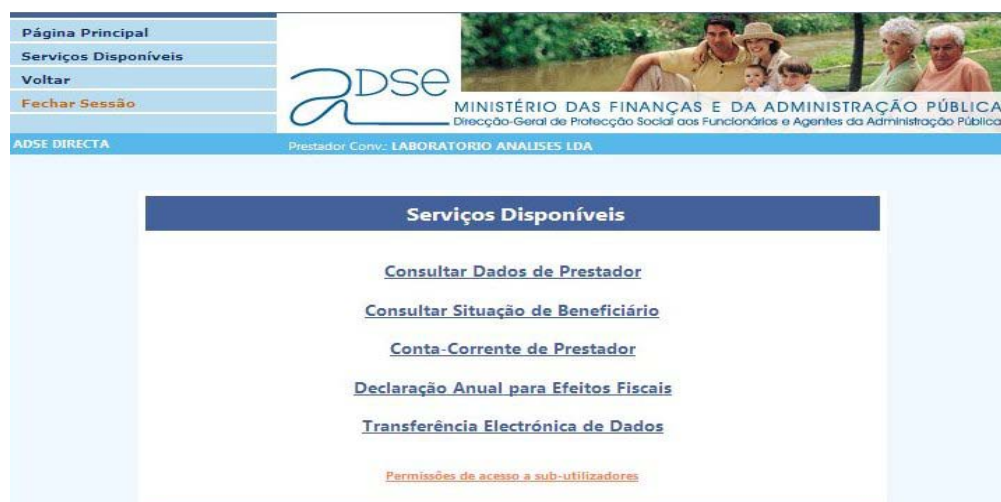 Página Principal
Serviços Disponíveis
Voltar
Fechar Sessão
aDSe
MINISTÉRIO DAS FINANÇAS E DA ADMINISTRAÇÃO PÚBLICA
Direcção-Geral de Protecção Social aos Funcionários e Agentes da Administração Pública
ADSE DIRECTA
Prestador Conv.: LABORATORIO ANALISES LDA
Serviços Disponíveis
Consultar Dados de Prestador
Consultar Situação de Beneficiário
Conta-Corrente de Prestador
Declaração Anual para Efeitos Fiscais
Transferência Electrónica de Dados
Permissões de acesso a sub-utilizadores